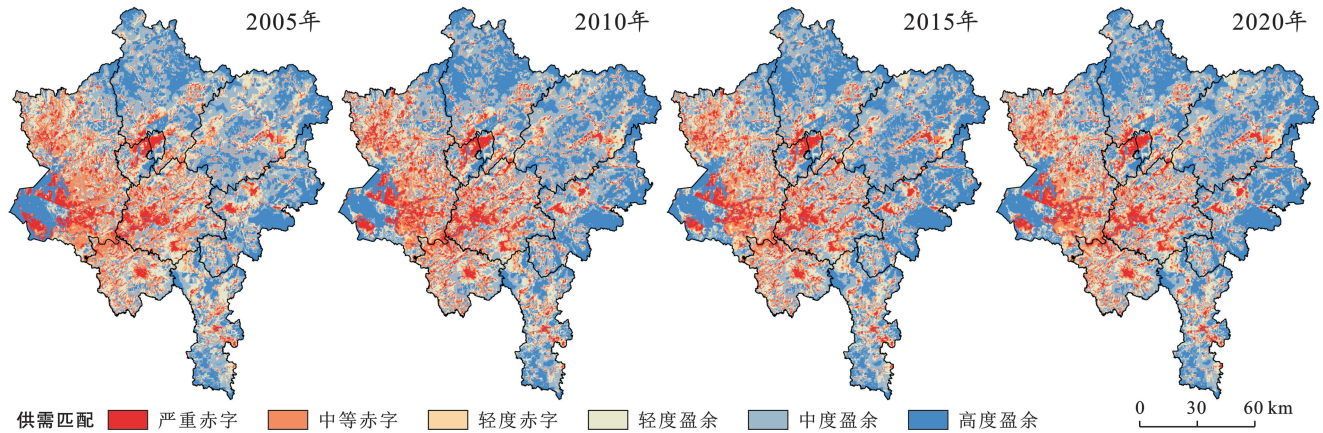 2005年
2010年
2015年
2020年
供需匹配 严重赤字 中等赤字 轻度赤字 轻度盈余 中度盈余 高度盈余
0 30 60 km